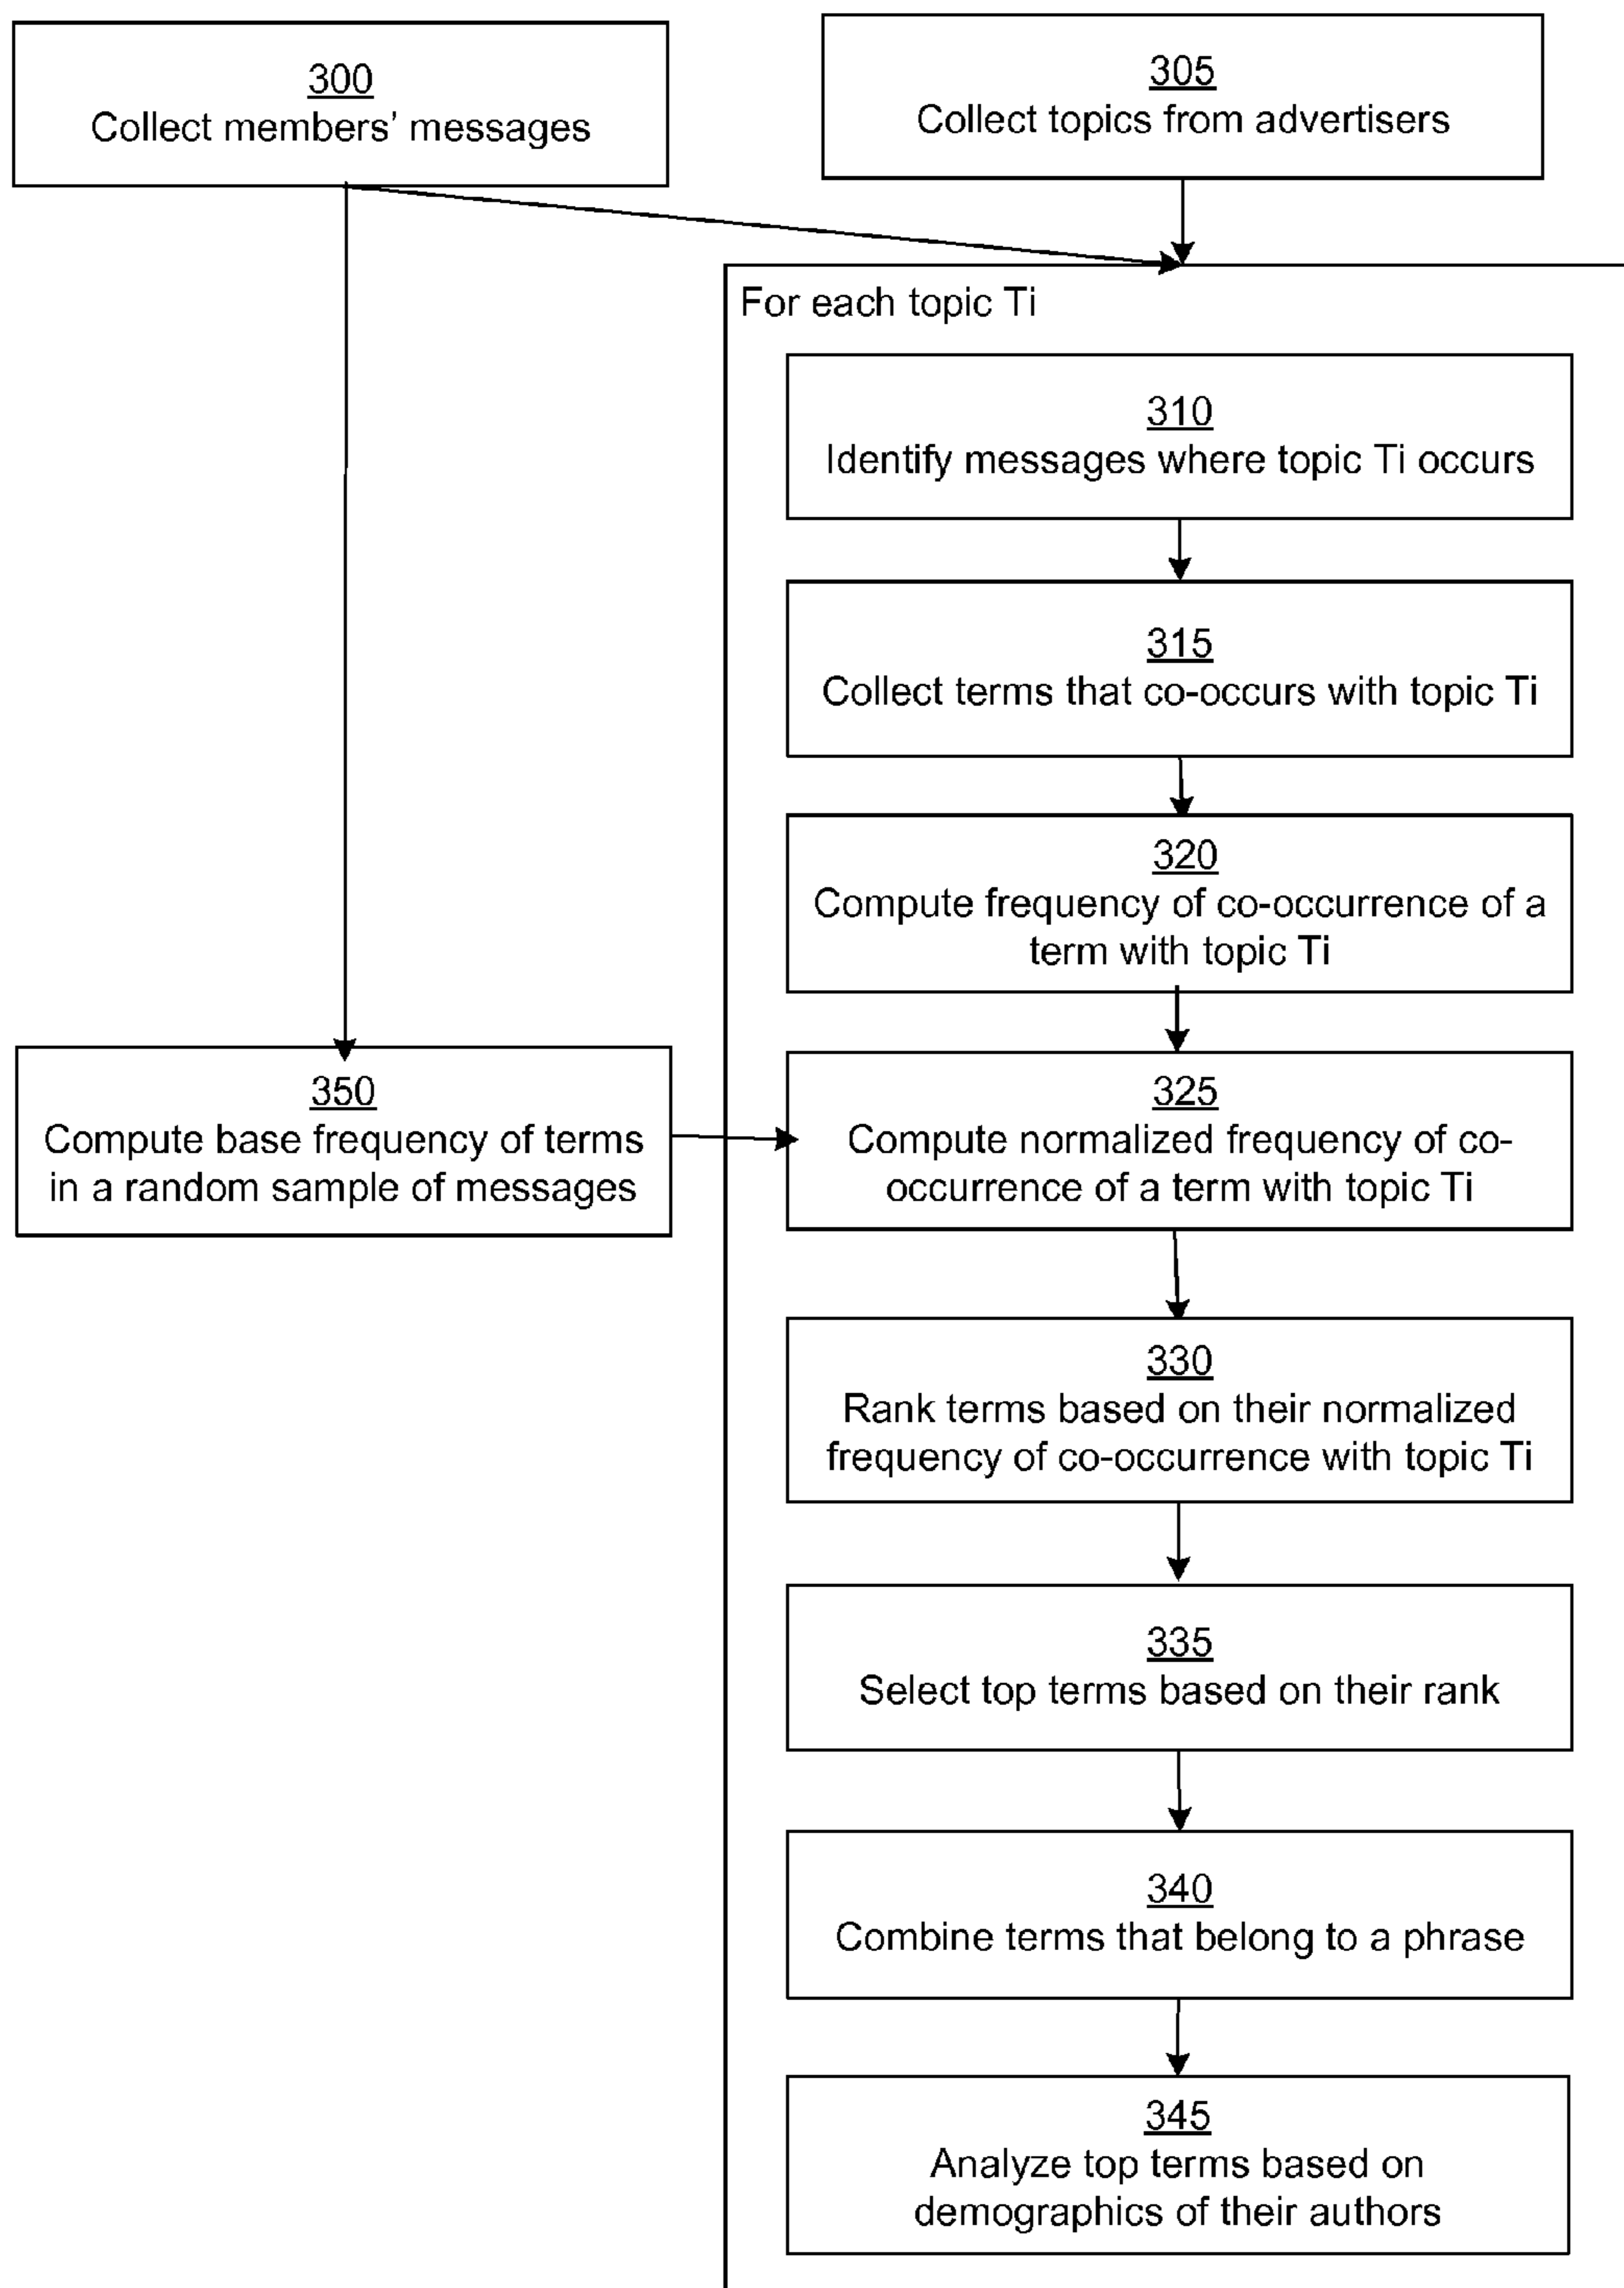 300
Collect members’ messages
305
Collect topics from advertisers
For each topic Ti
310
Identify messages where topic Ti occurs
315
Collect terms that co-occurs with topic Ti
320
Compute frequency of co-occurrence of a
term with topic Ti
350
Compute base frequency of terms
in a random sample of messages
325
Compute normalized frequency of co-
occurrence of a term with topic Ti
330
Rank terms based on their normalized
frequency of co-occurrence with topic Ti
335
Select top terms based on their rank
340
Combine terms that belong to a phrase
345
Analyze top terms based on
demographics of their authors